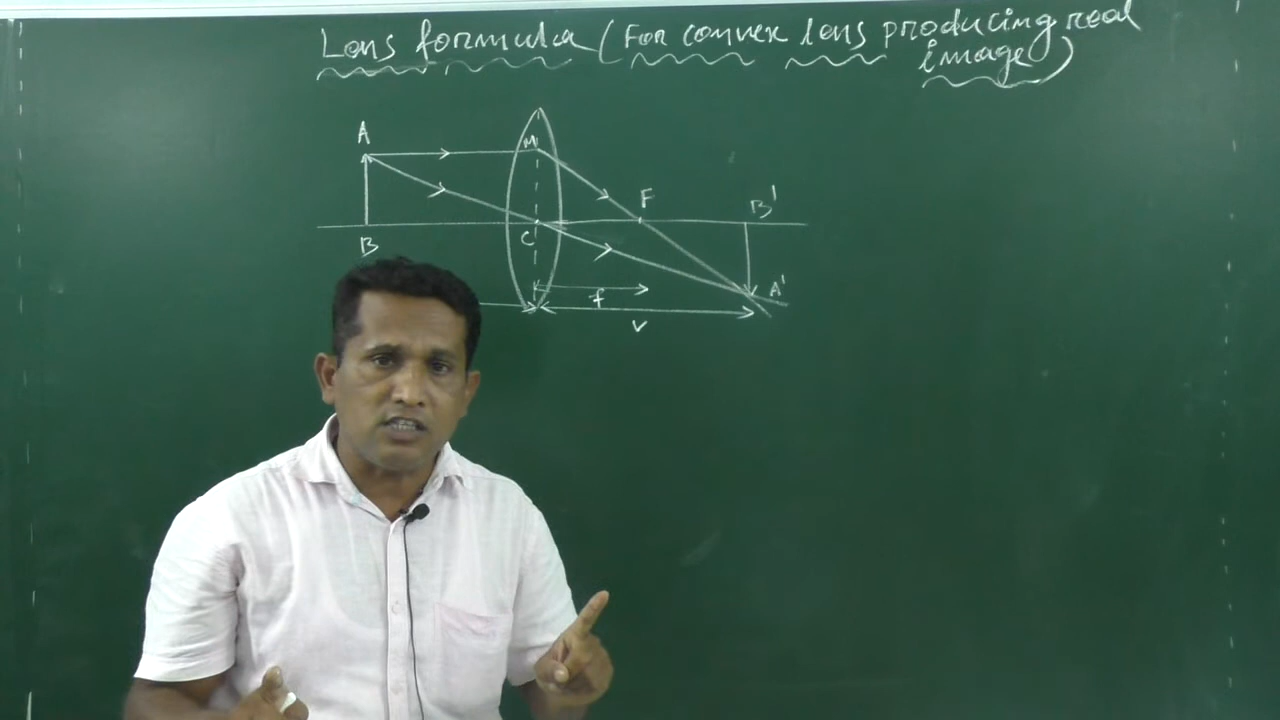 Lens formula (For convex lens producing real
image)
A
M
F
B'
B
C
A'
f
v